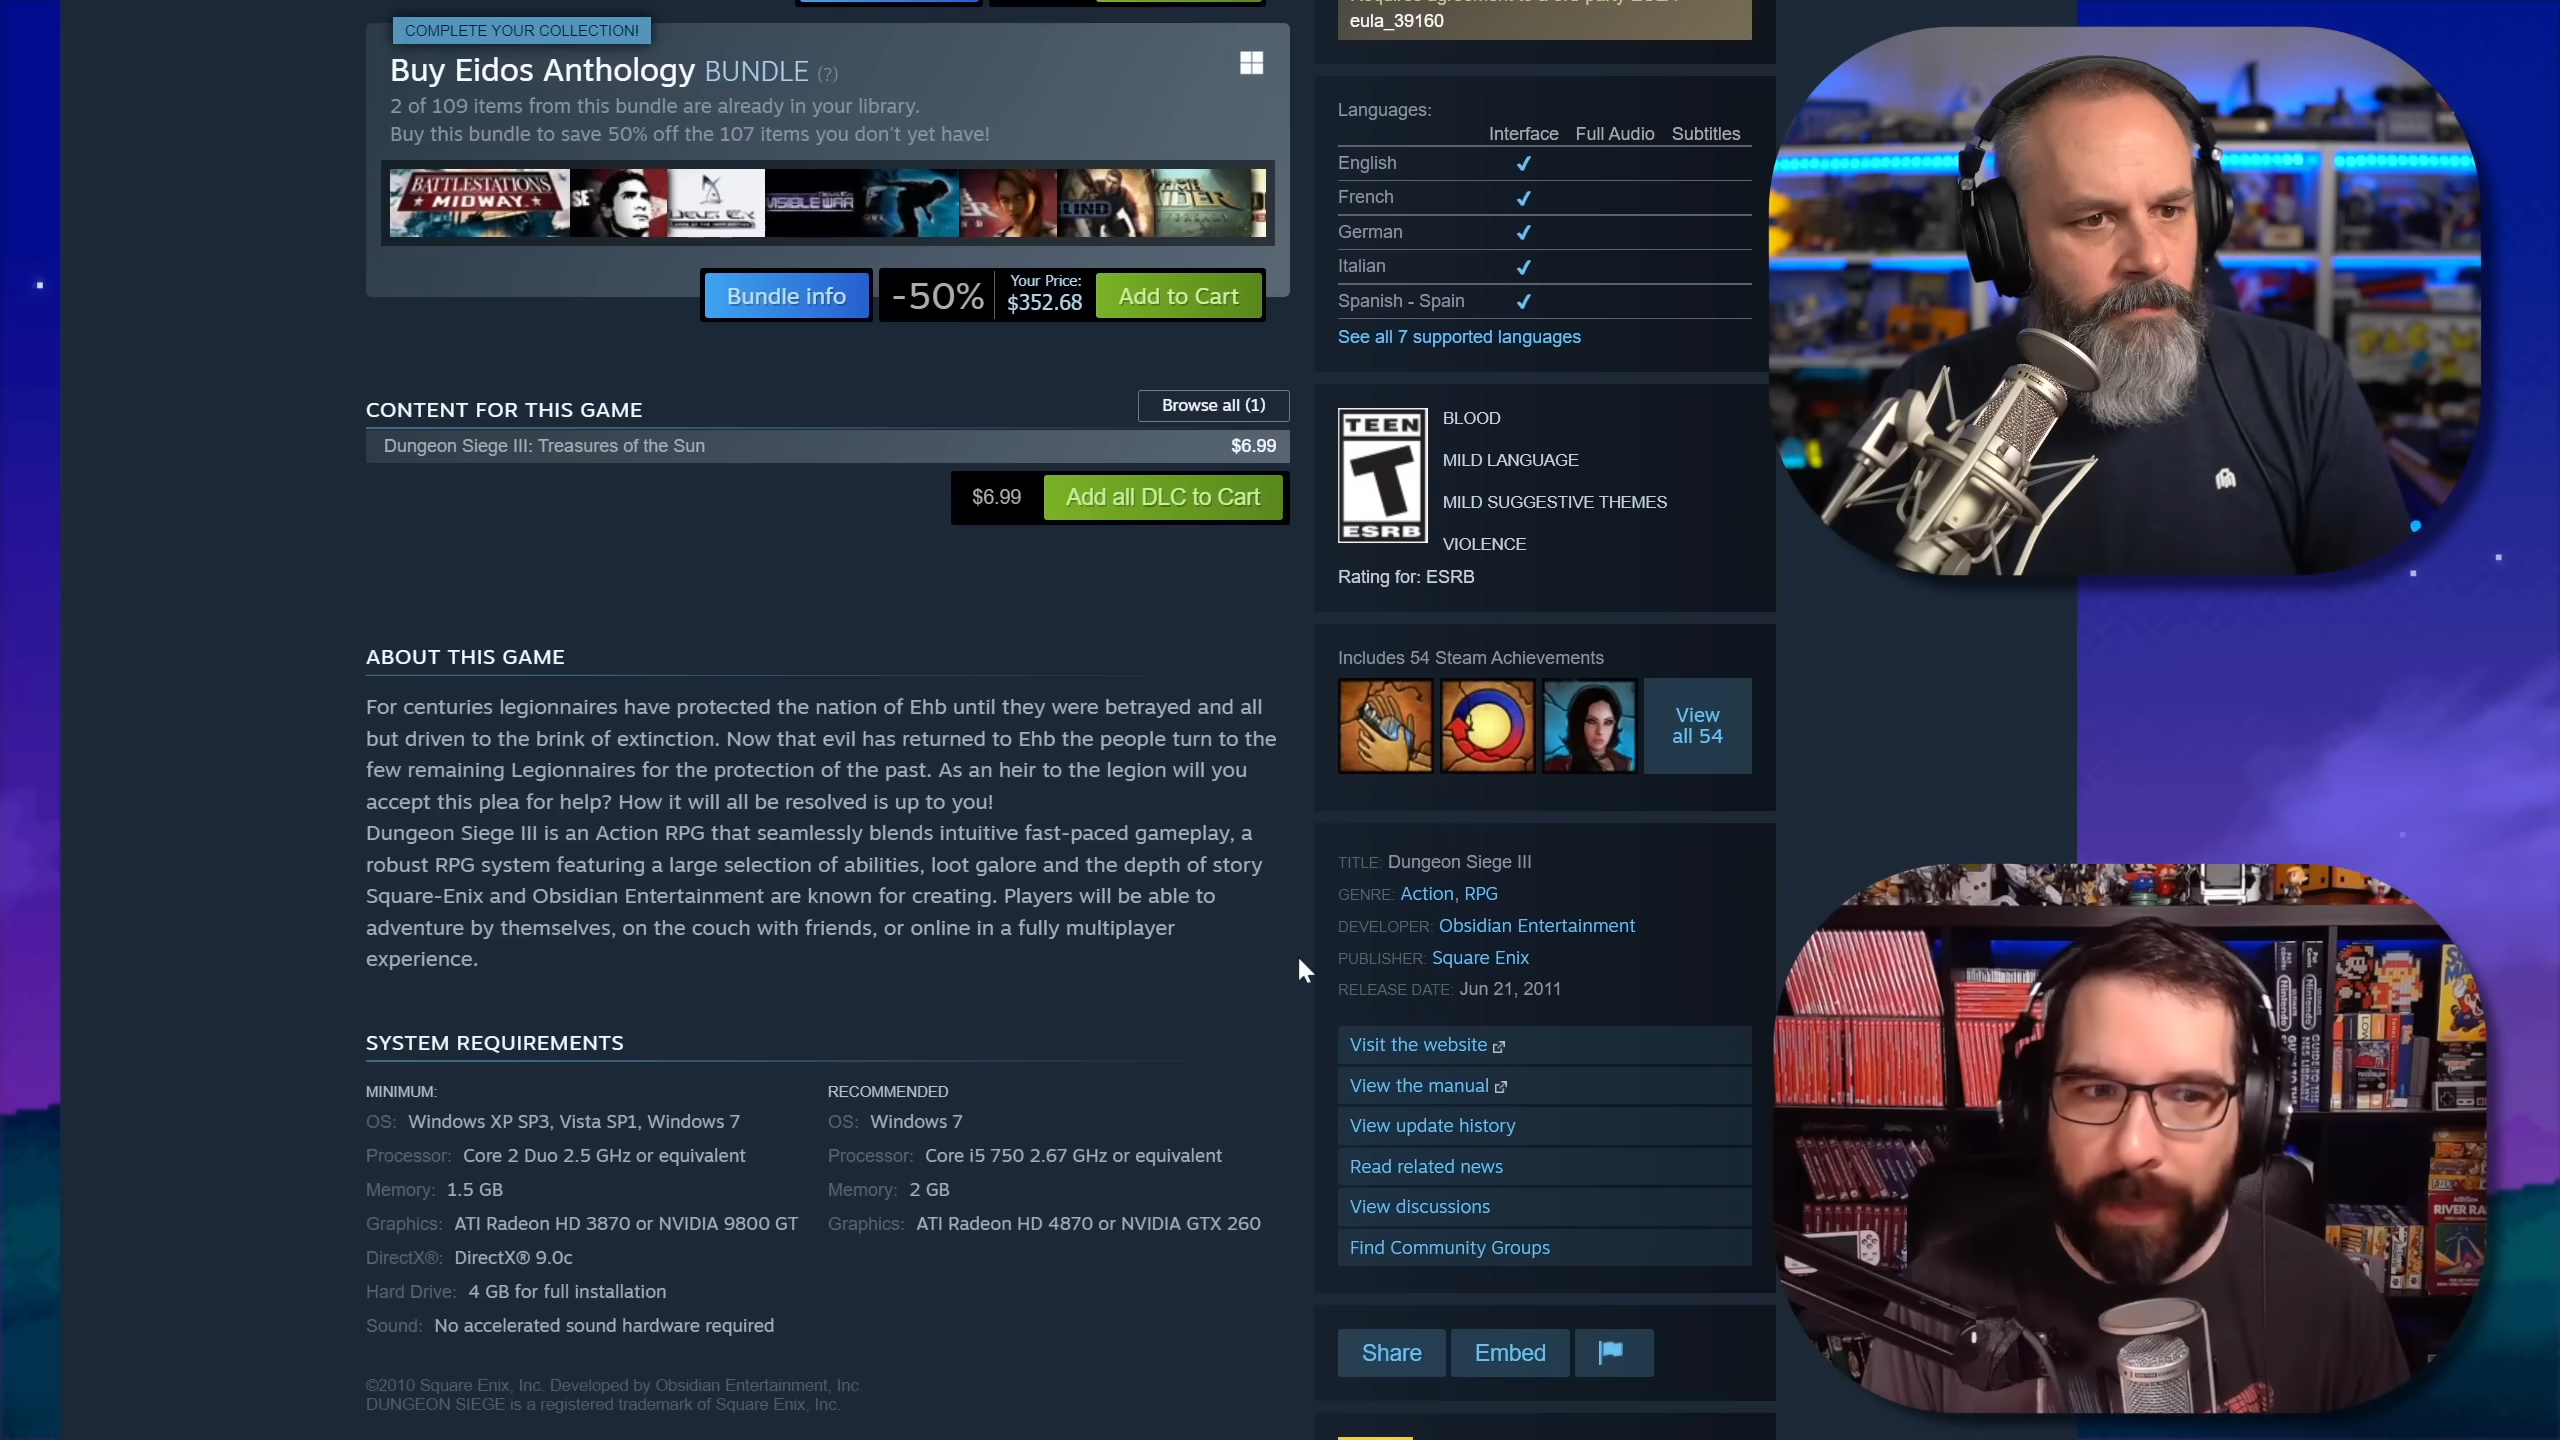 eula_39160
COMPLETE YOUR COLLECTION!
Buy Eidos Anthology BUNDLE (?)
2 of 109 items from this bundle are already in your library.
Buy this bundle to save 50% off the 107 items you don't yet have!
BATTLESTATIONS
MIDWAY
DEUS EX
VISIBLE WAR
BLIND
Bundle info
-50%
Your Price:
$352.68
Add to Cart
CONTENT FOR THIS GAME
Browse all (1)
Dungeon Siege III: Treasures of the Sun
$6.99
$6.99
Add all DLC to Cart
ABOUT THIS GAME
For centuries legionnaires have protected the nation of Ehb until they were betrayed and all
but driven to the brink of extinction. Now that evil has returned to Ehb the people turn to the
few remaining Legionnaires for the protection of the past. As an heir to the legion will you
accept this plea for help? How it will all be resolved is up to you!
Dungeon Siege III is an Action RPG that seamlessly blends intuitive fast-paced gameplay, a
robust RPG system featuring a large selection of abilities, loot galore and the depth of story
Square-Enix and Obsidian Entertainment are known for creating. Players will be able to
adventure by themselves, on the couch with friends, or online in a fully multiplayer
experience.
SYSTEM REQUIREMENTS
MINIMUM:
OS: Windows XP SP3, Vista SP1, Windows 7
Processor: Core 2 Duo 2.5 GHz or equivalent
Memory: 1.5 GB
Graphics: ATI Radeon HD 3870 or NVIDIA 9800 GT
DirectX®: DirectX® 9.0c
Hard Drive: 4 GB for full installation
Sound: No accelerated sound hardware required
RECOMMENDED
OS: Windows 7
Processor: Core i5 750 2.67 GHz or equivalent
Memory: 2 GB
Graphics: ATI Radeon HD 4870 or NVIDIA GTX 260
©2010 Square Enix, Inc. Developed by Obsidian Entertainment, Inc.
DUNGEON SIEGE is a registered trademark of Square Enix, Inc.
Languages:
Interface Full Audio Subtitles
English ✔
French ✔
German ✔
Italian ✔
Spanish - Spain ✔
See all 7 supported languages
TEEN
T
ESRB
BLOOD
MILD LANGUAGE
MILD SUGGESTIVE THEMES
VIOLENCE
Rating for: ESRB
Includes 54 Steam Achievements
View
all 54
TITLE: Dungeon Siege III
GENRE: Action, RPG
DEVELOPER: Obsidian Entertainment
PUBLISHER: Square Enix
RELEASE DATE: Jun 21, 2011
Visit the website
View the manual
View update history
Read related news
View discussions
Find Community Groups
Share
Embed
RIVER RA